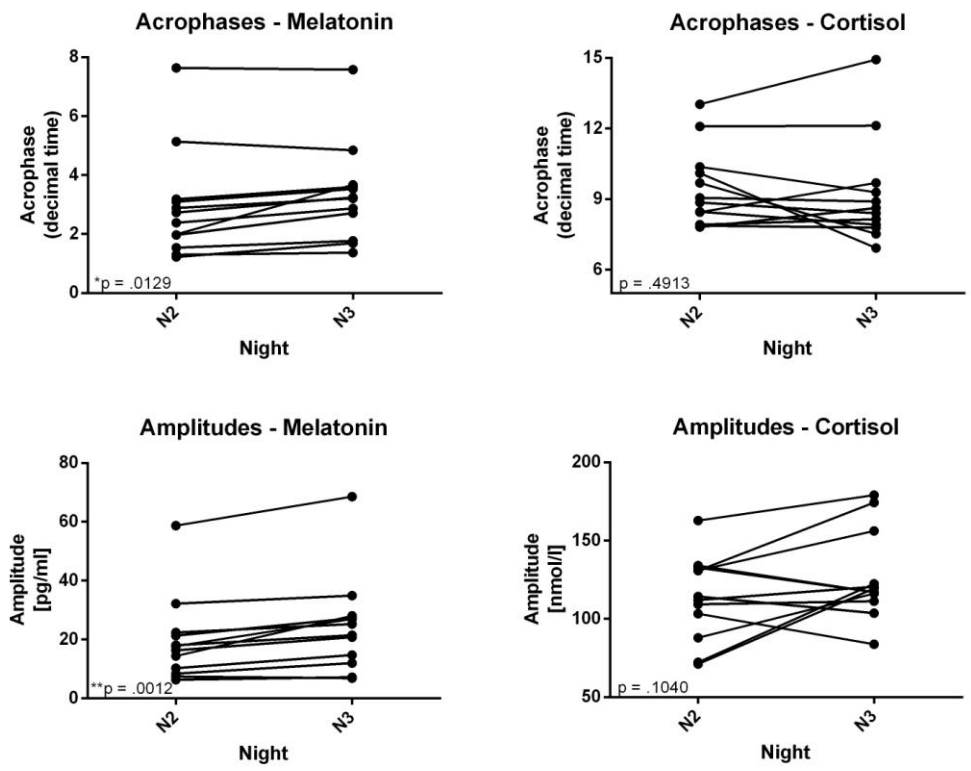 Acrophases - Melatonin
Acrophase
(decimal time)
8
6
4
2
0
*p = .0129
N2
N3
Night
Acrophases - Cortisol
Acrophase
(decimal time)
15
12
9
6
p = .4913
N2
N3
Night
Amplitudes - Melatonin
Amplitude
[pg/ml]
80
60
40
20
0
**p = .0012
N2
N3
Night
Amplitudes - Cortisol
Amplitude
[nmol/l]
200
150
100
50
p = .1040
N2
N3
Night